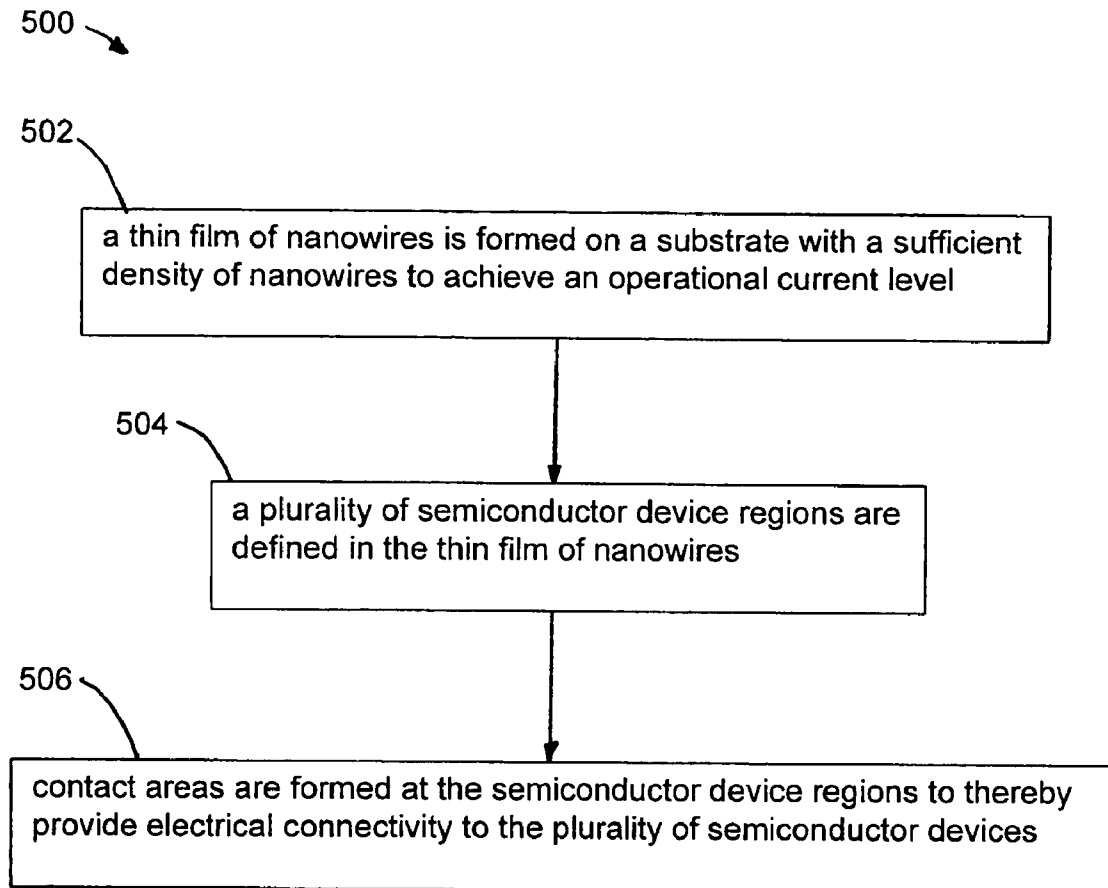 500
502
a thin film of nanowires is formed on a substrate with a sufficient
density of nanowires to achieve an operational current level
504
a plurality of semiconductor device regions are
defined in the thin film of nanowires
506
contact areas are formed at the semiconductor device regions to thereby
provide electrical connectivity to the plurality of semiconductor devices